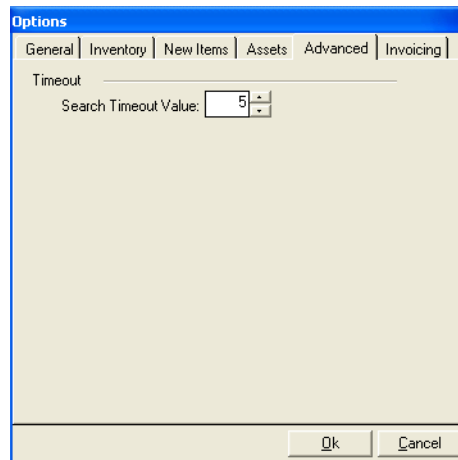 Options
General Inventory New Items Assets Advanced Invoicing
Timeout
Search Timeout Value: 5
Ok Cancel